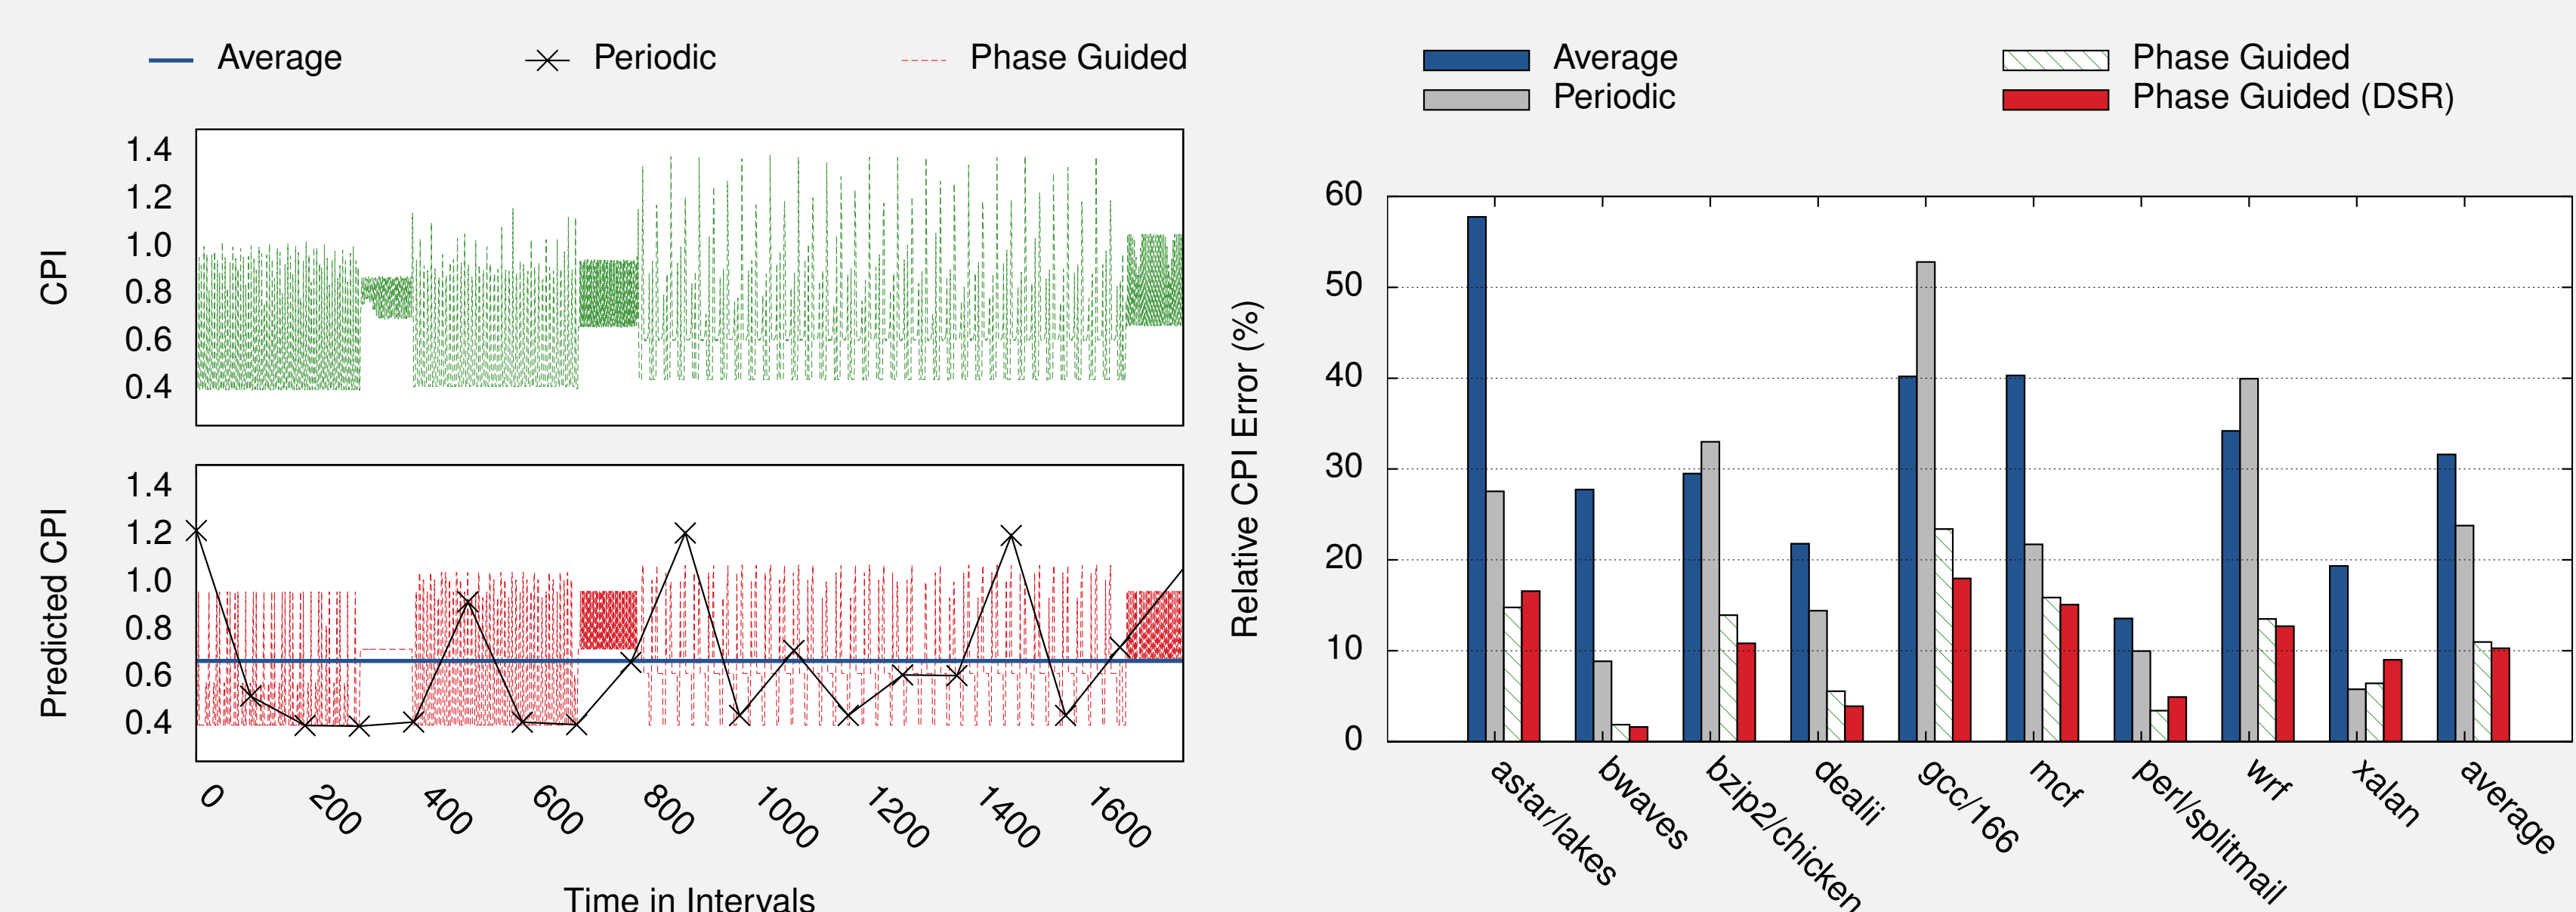 Average Periodic Phase Guided
1.4
1.2
1.0
0.8
0.6
0.4
CPI
1.4
1.2
1.0
0.8
0.6
0.4
Predicted CPI
0 200 400 600 800 1000 1200 1400 1600
Time in Intervals
Average Phase Guided
Periodic Phase Guided (DSR)
60
50
40
30
20
10
0
Relative CPI Error (%)
astar/lakes bwaves bzip2/chicken dealii gcc/166 mcf perl/splitmail wrf xalan average